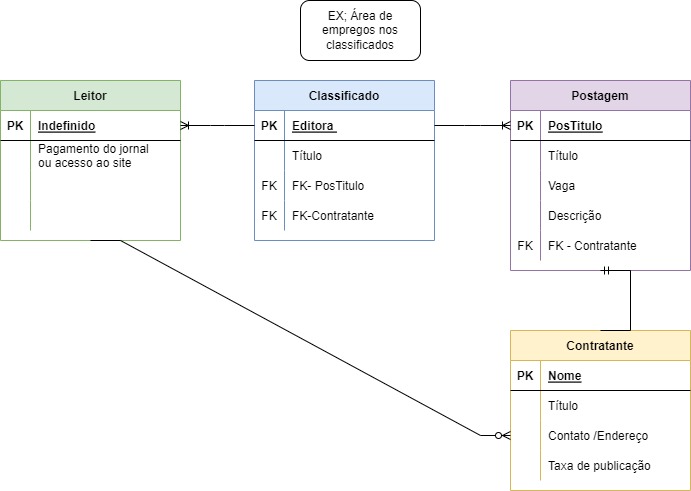 EX; Área de
empregos nos
classificados
Leitor
PK Indefinido
Pagamento do jornal
ou acesso ao site
Classificado
PK Editora
Título
FK FK- PosTitulo
FK FK-Contratante
Postagem
PK PosTitulo
Título
Vaga
Descrição
FK FK - Contratante
Contratante
PK Nome
Título
Contato /Endereço
Taxa de publicação